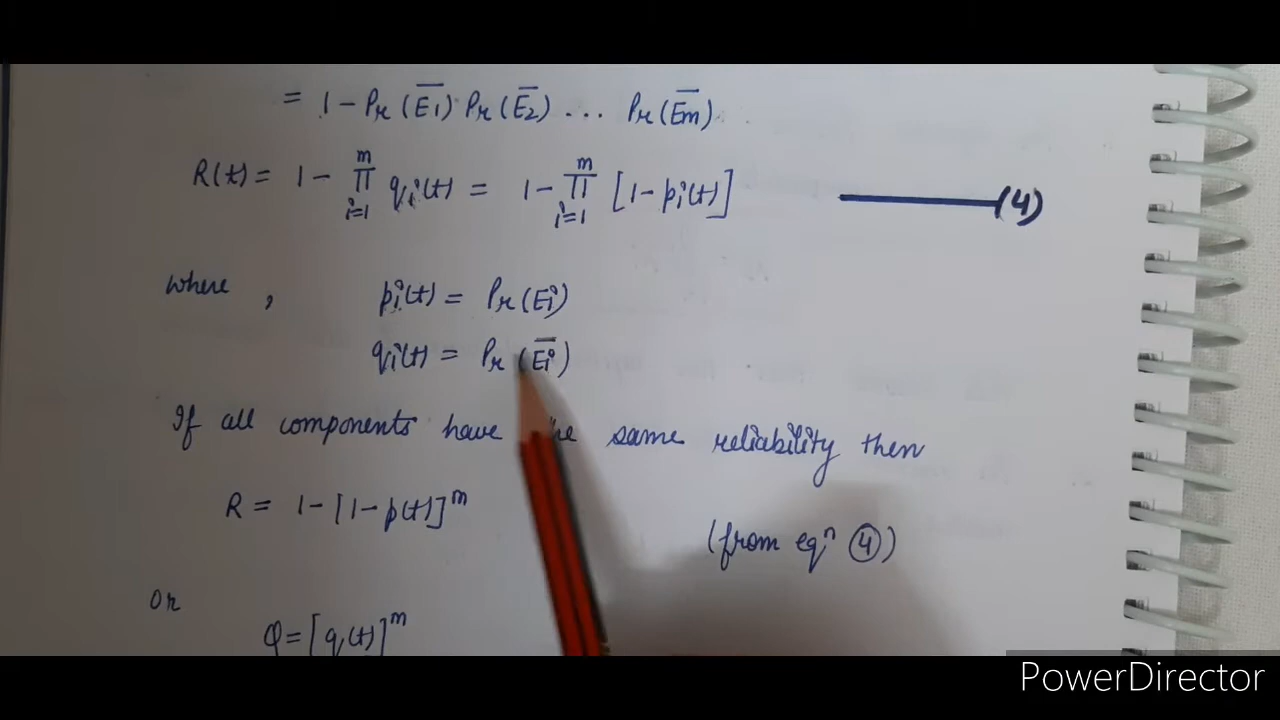 = 1 - Pr(E̅1) Pr(E̅2) ... Pr(E̅m)
R(t) = 1 - m∏i=1 qi(t) = 1 - m∏i=1 [1 - pi(t)] (4)
where , pi(t) = Pr(Ei)
qi(t) = Pr(E̅i)
If all components have same reliability then
R = 1 - [1 - p(t)]^m
(from eqn ④)
or
Q = [q(t)]^m
PowerDirector